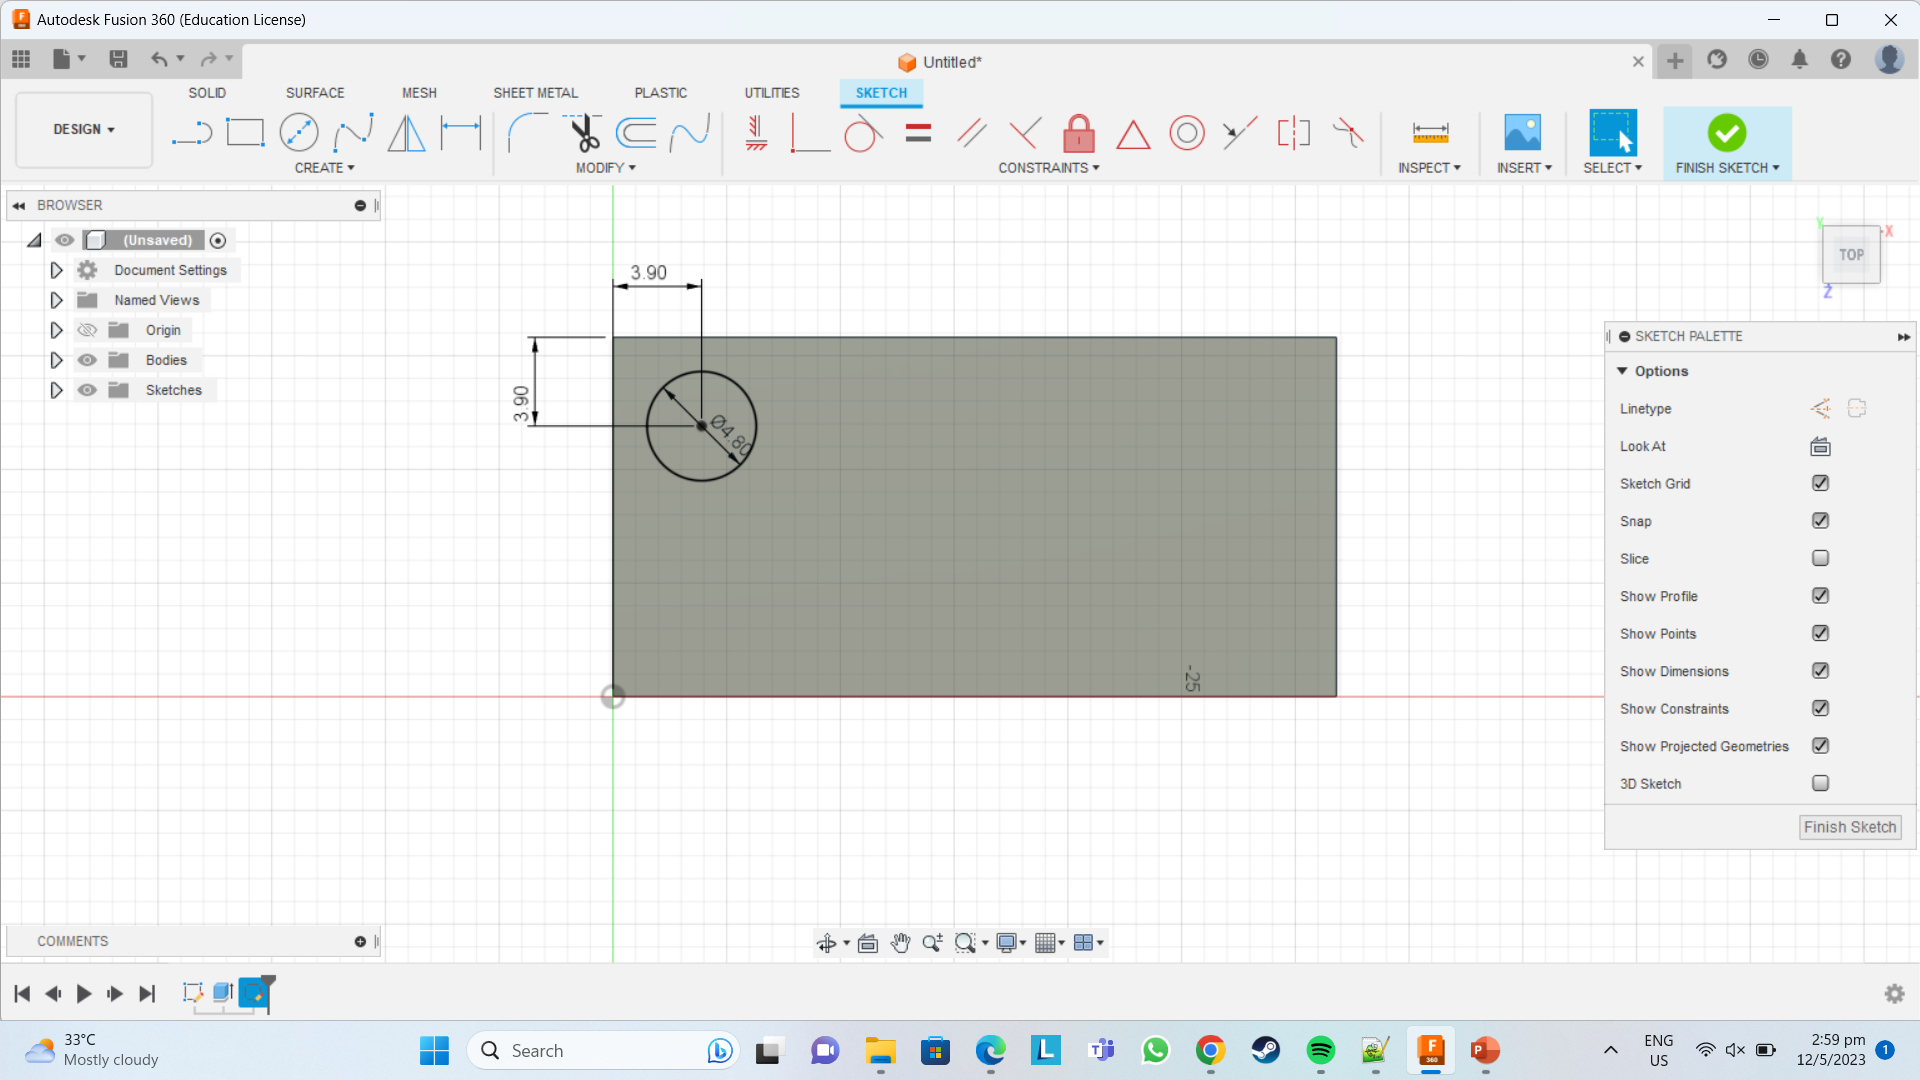 Autodesk Fusion 360 (Education License)
Untitled*
SOLID SURFACE MESH SHEET METAL PLASTIC UTILITIES SKETCH
DESIGN
CREATE MODIFY CONSTRAINTS INSPECT INSERT SELECT FINISH SKETCH
BROWSER
(Unsaved)
Document Settings
Named Views
Origin
Bodies
Sketches
3.90
3.90
Ø4.80
-25
Y
X
TOP
Z
SKETCH PALETTE
Options
Linetype
Look At
Sketch Grid
Snap
Slice
Show Profile
Show Points
Show Dimensions
Show Constraints
Show Projected Geometries
3D Sketch
Finish Sketch
COMMENTS
33°C
Mostly cloudy
Search
ENG
US
2:59 pm
12/5/2023
1